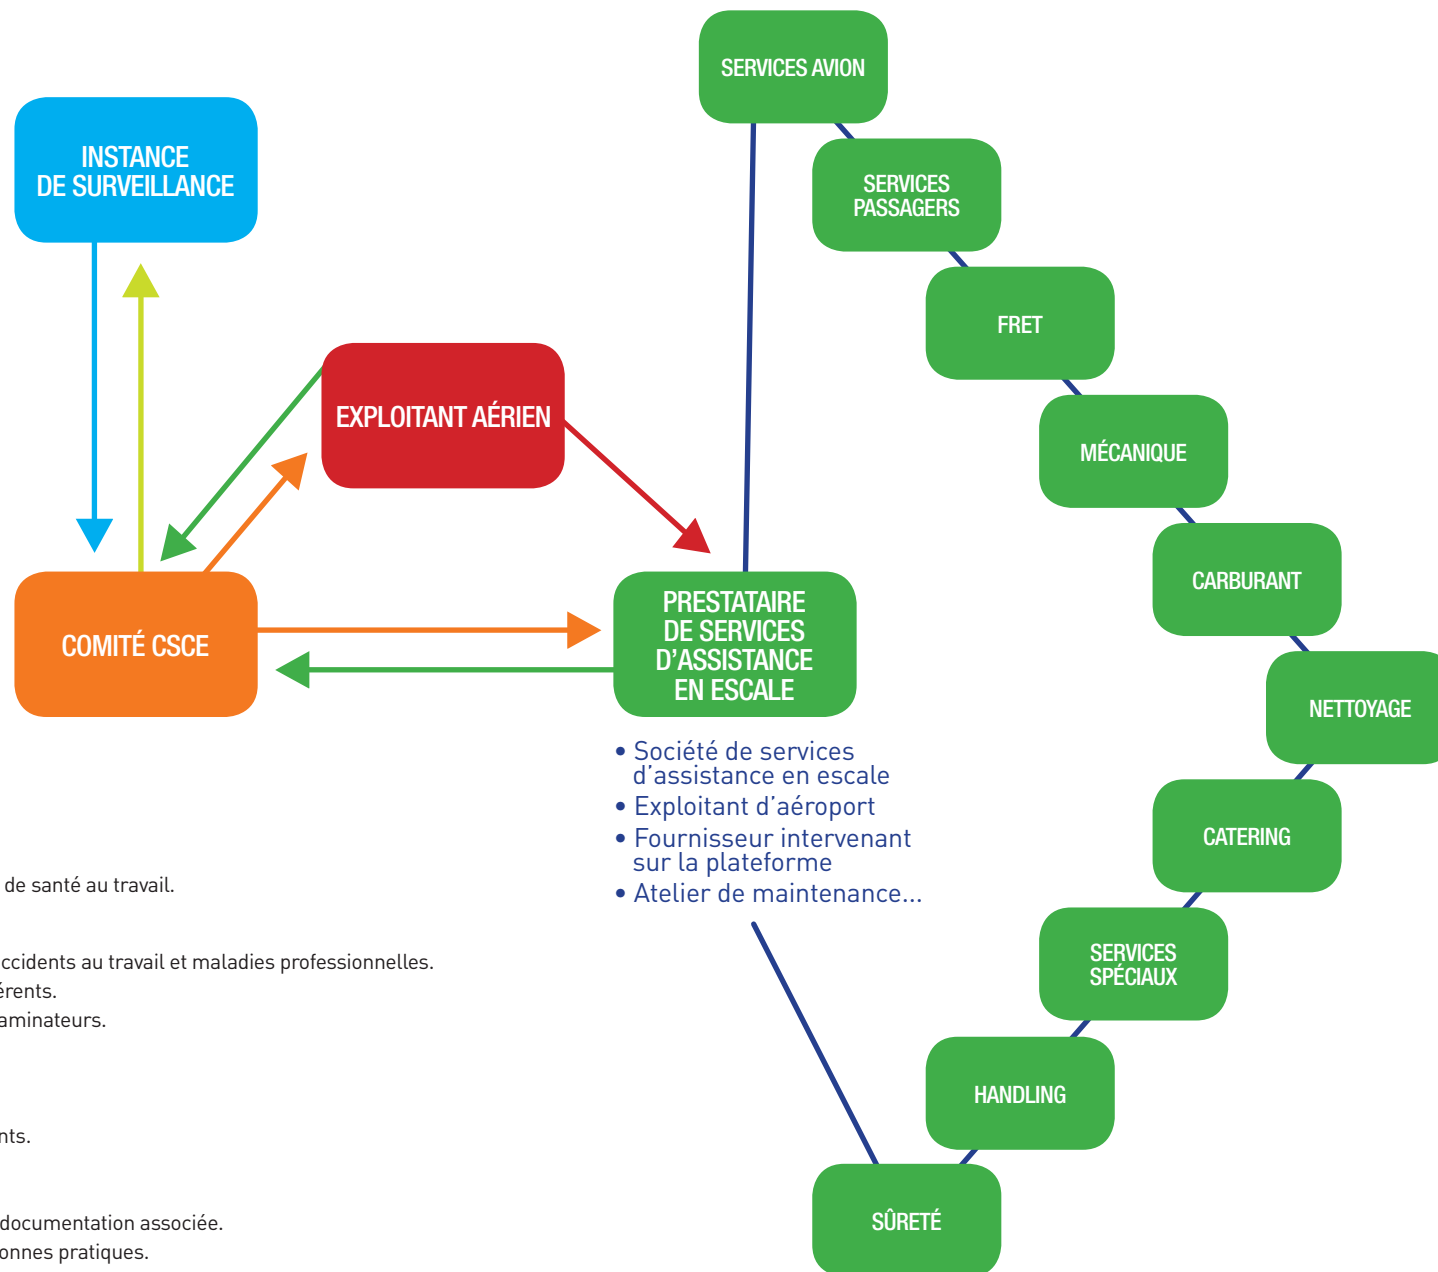 SERVICES AVION
INSTANCE
DE SURVEILLANCE
SERVICES
PASSAGERS
FRET
EXPLOITANT AÉRIEN
MÉCANIQUE
CARBURANT
COMITÉ CSCE
PRESTATAIRE
DE SERVICES
D'ASSISTANCE
EN ESCALE
NETTOYAGE
• Société de services
d'assistance en escale
• Exploitant d'aéroport
• Fournisseur intervenant
sur la plateforme
• Atelier de maintenance...
CATERING
SERVICES
SPÉCIAUX
HANDLING
SÛRETÉ
de santé au travail.
ccidents au travail et maladies professionnelles.
érents.
aminateurs.
nts.
documentation associée.
onnes pratiques.